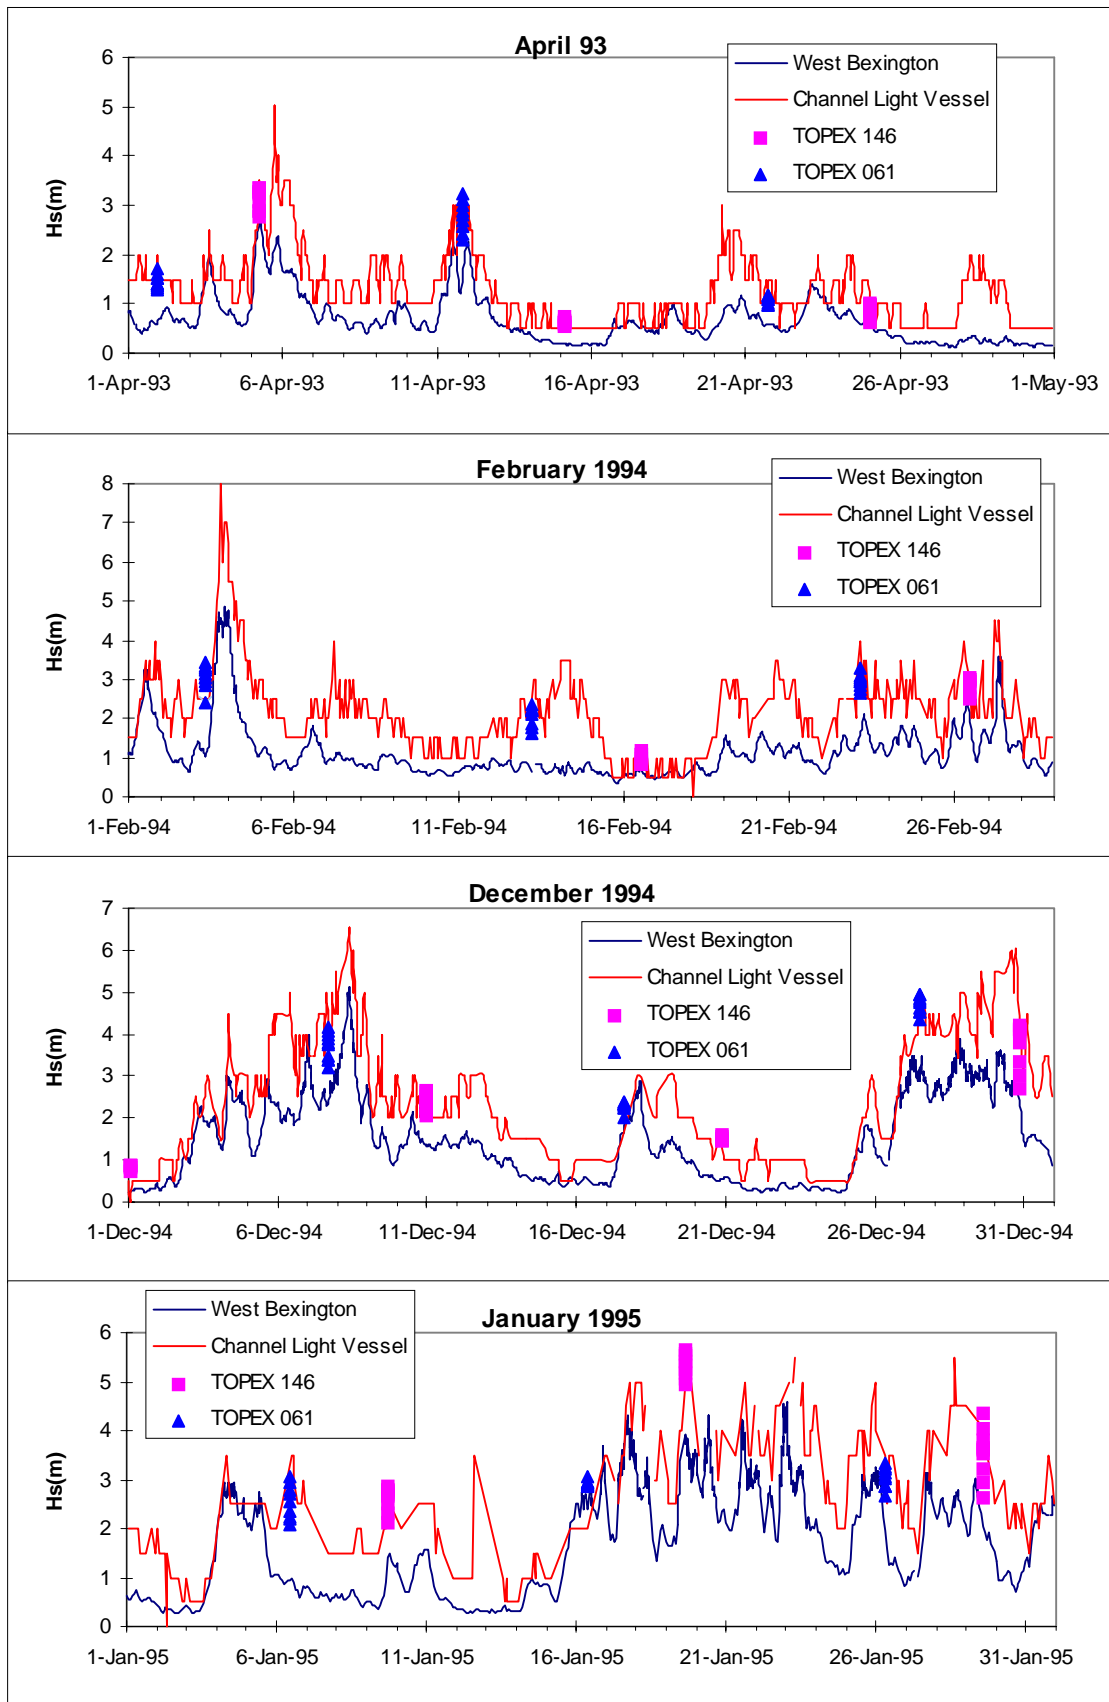 April 93
6
5
4
3
2
1
0
Hs(m)
West Bexington
Channel Light Vessel
TOPEX 146
TOPEX 061
1-Apr-93 6-Apr-93 11-Apr-93 16-Apr-93 21-Apr-93 26-Apr-93 1-May-93
February 1994
8
7
6
5
4
3
2
1
0
Hs(m)
West Bexington
Channel Light Vessel
TOPEX 146
TOPEX 061
1-Feb-94 6-Feb-94 11-Feb-94 16-Feb-94 21-Feb-94 26-Feb-94
December 1994
7
6
5
4
3
2
1
0
Hs(m)
West Bexington
Channel Light Vessel
TOPEX 146
TOPEX 061
1-Dec-94 6-Dec-94 11-Dec-94 16-Dec-94 21-Dec-94 26-Dec-94 31-Dec-94
January 1995
6
5
4
3
2
1
0
Hs(m)
West Bexington
Channel Light Vessel
TOPEX 146
TOPEX 061
1-Jan-95 6-Jan-95 11-Jan-95 16-Jan-95 21-Jan-95 26-Jan-95 31-Jan-95